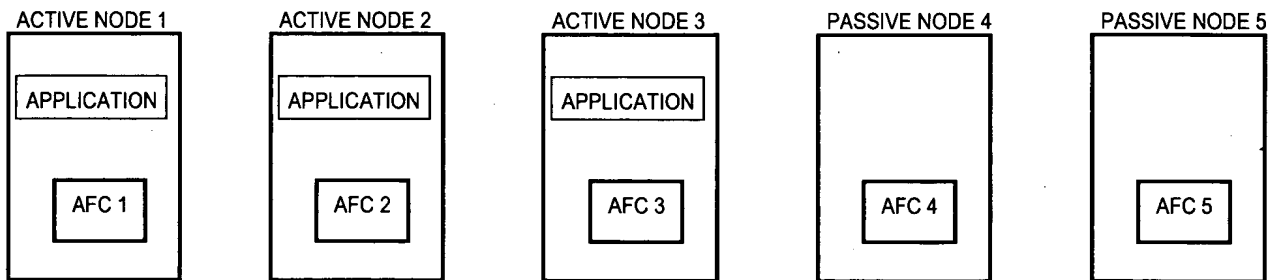 ACTIVE NODE 1
ACTIVE NODE 2
ACTIVE NODE 3
PASSIVE NODE 4
PASSIVE NODE 5
APPLICATION
APPLICATION
APPLICATION
AFC 1
AFC 2
AFC 3
AFC 4
AFC 5